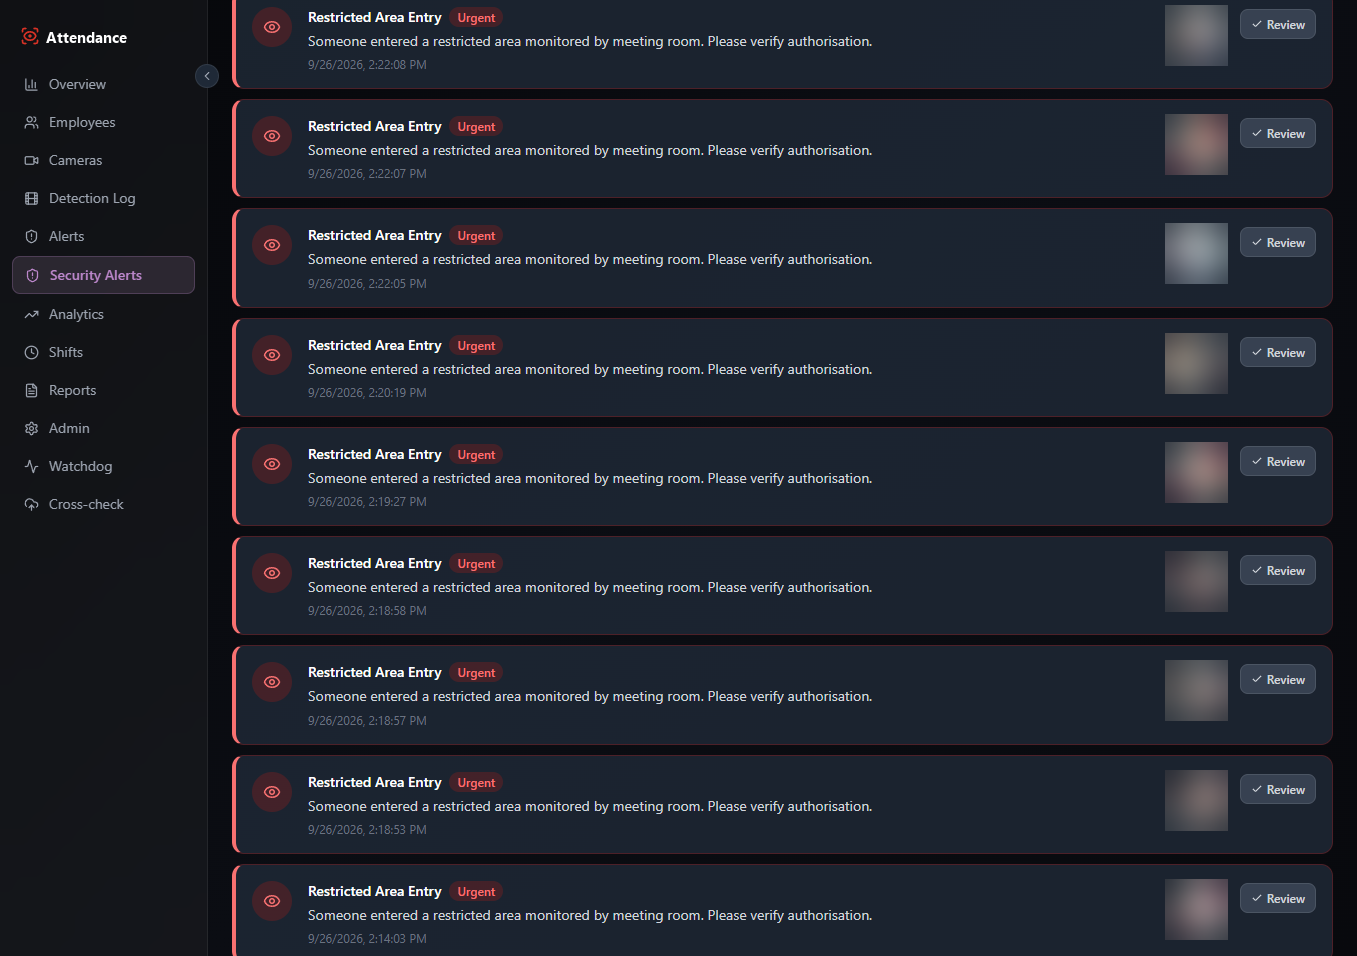 Attendance
Overview
Employees
Cameras
Detection Log
Alerts
Security Alerts
Analytics
Shifts
Reports
Admin
Watchdog
Cross-check
Restricted Area Entry Urgent
Someone entered a restricted area monitored by meeting room. Please verify authorisation.
9/26/2026, 2:22:08 PM
Review
Restricted Area Entry Urgent
Someone entered a restricted area monitored by meeting room. Please verify authorisation.
9/26/2026, 2:22:07 PM
Review
Restricted Area Entry Urgent
Someone entered a restricted area monitored by meeting room. Please verify authorisation.
9/26/2026, 2:22:05 PM
Review
Restricted Area Entry Urgent
Someone entered a restricted area monitored by meeting room. Please verify authorisation.
9/26/2026, 2:20:19 PM
Review
Restricted Area Entry Urgent
Someone entered a restricted area monitored by meeting room. Please verify authorisation.
9/26/2026, 2:19:27 PM
Review
Restricted Area Entry Urgent
Someone entered a restricted area monitored by meeting room. Please verify authorisation.
9/26/2026, 2:18:58 PM
Review
Restricted Area Entry Urgent
Someone entered a restricted area monitored by meeting room. Please verify authorisation.
9/26/2026, 2:18:57 PM
Review
Restricted Area Entry Urgent
Someone entered a restricted area monitored by meeting room. Please verify authorisation.
9/26/2026, 2:18:53 PM
Review
Restricted Area Entry Urgent
Someone entered a restricted area monitored by meeting room. Please verify authorisation.
9/26/2026, 2:14:03 PM
Review